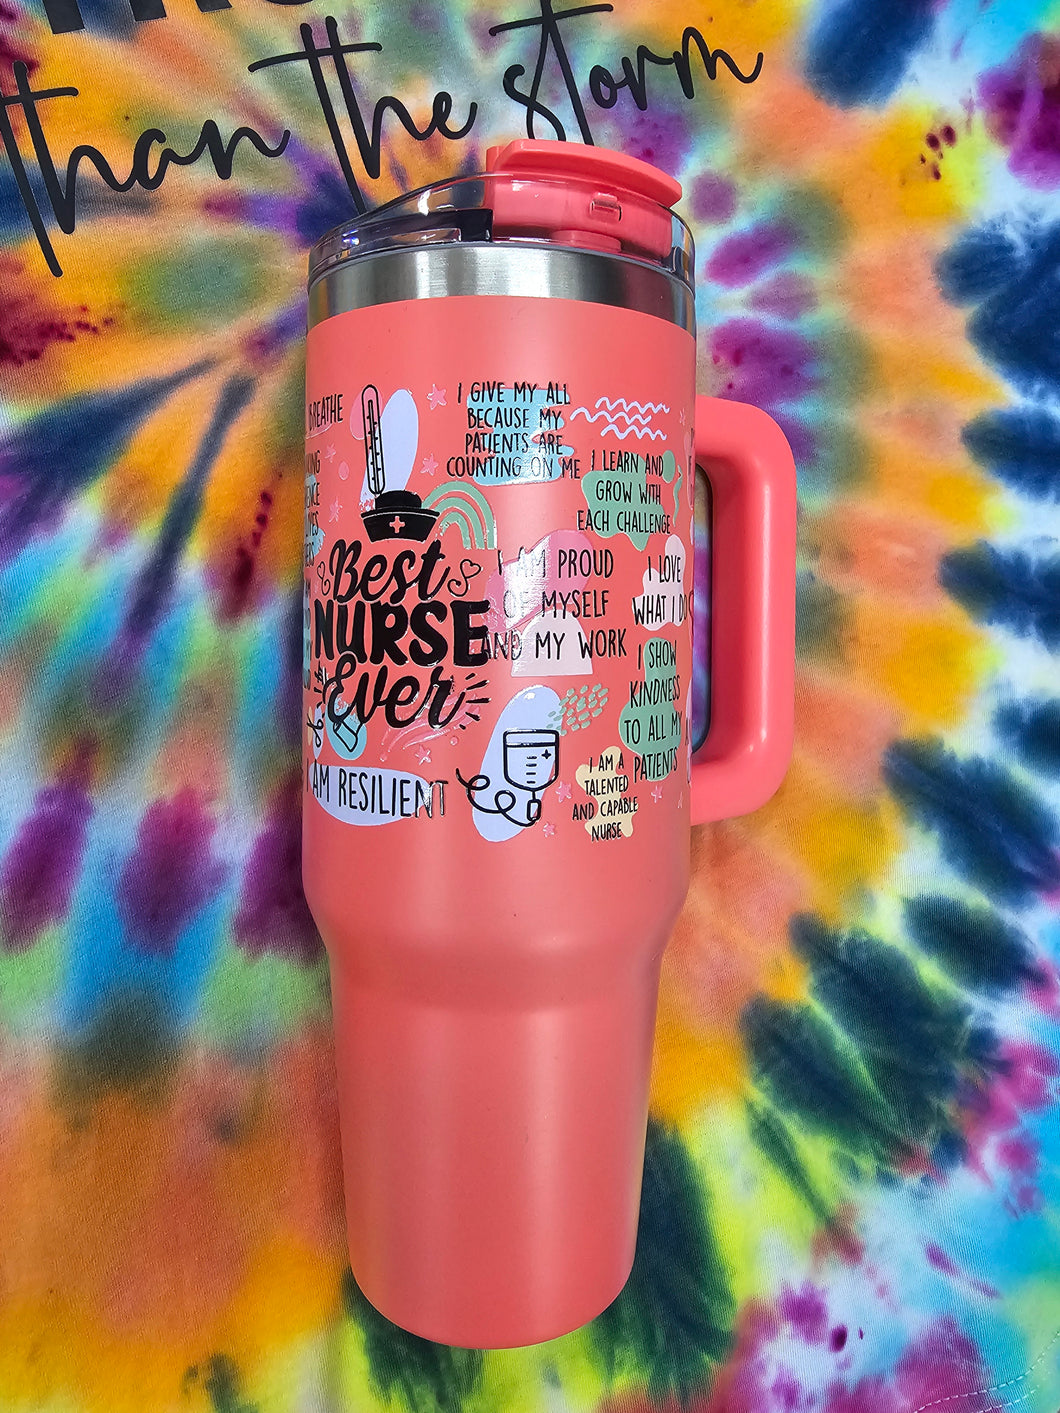 than the storm
BREATHE
I GIVE MY ALL
BECAUSE MY
PATIENTS ARE
COUNTING ON ME
I LEARN AND
GROW WITH
EACH CHALLENGE
Best
NURSE
Ever
I AM PROUD
OF MYSELF
AND MY WORK
I LOVE
WHAT I DO
I SHOW
KINDNESS
TO ALL MY
PATIENTS
I AM RESILIENT
I AM A
TALENTED
AND CAPABLE
NURSE